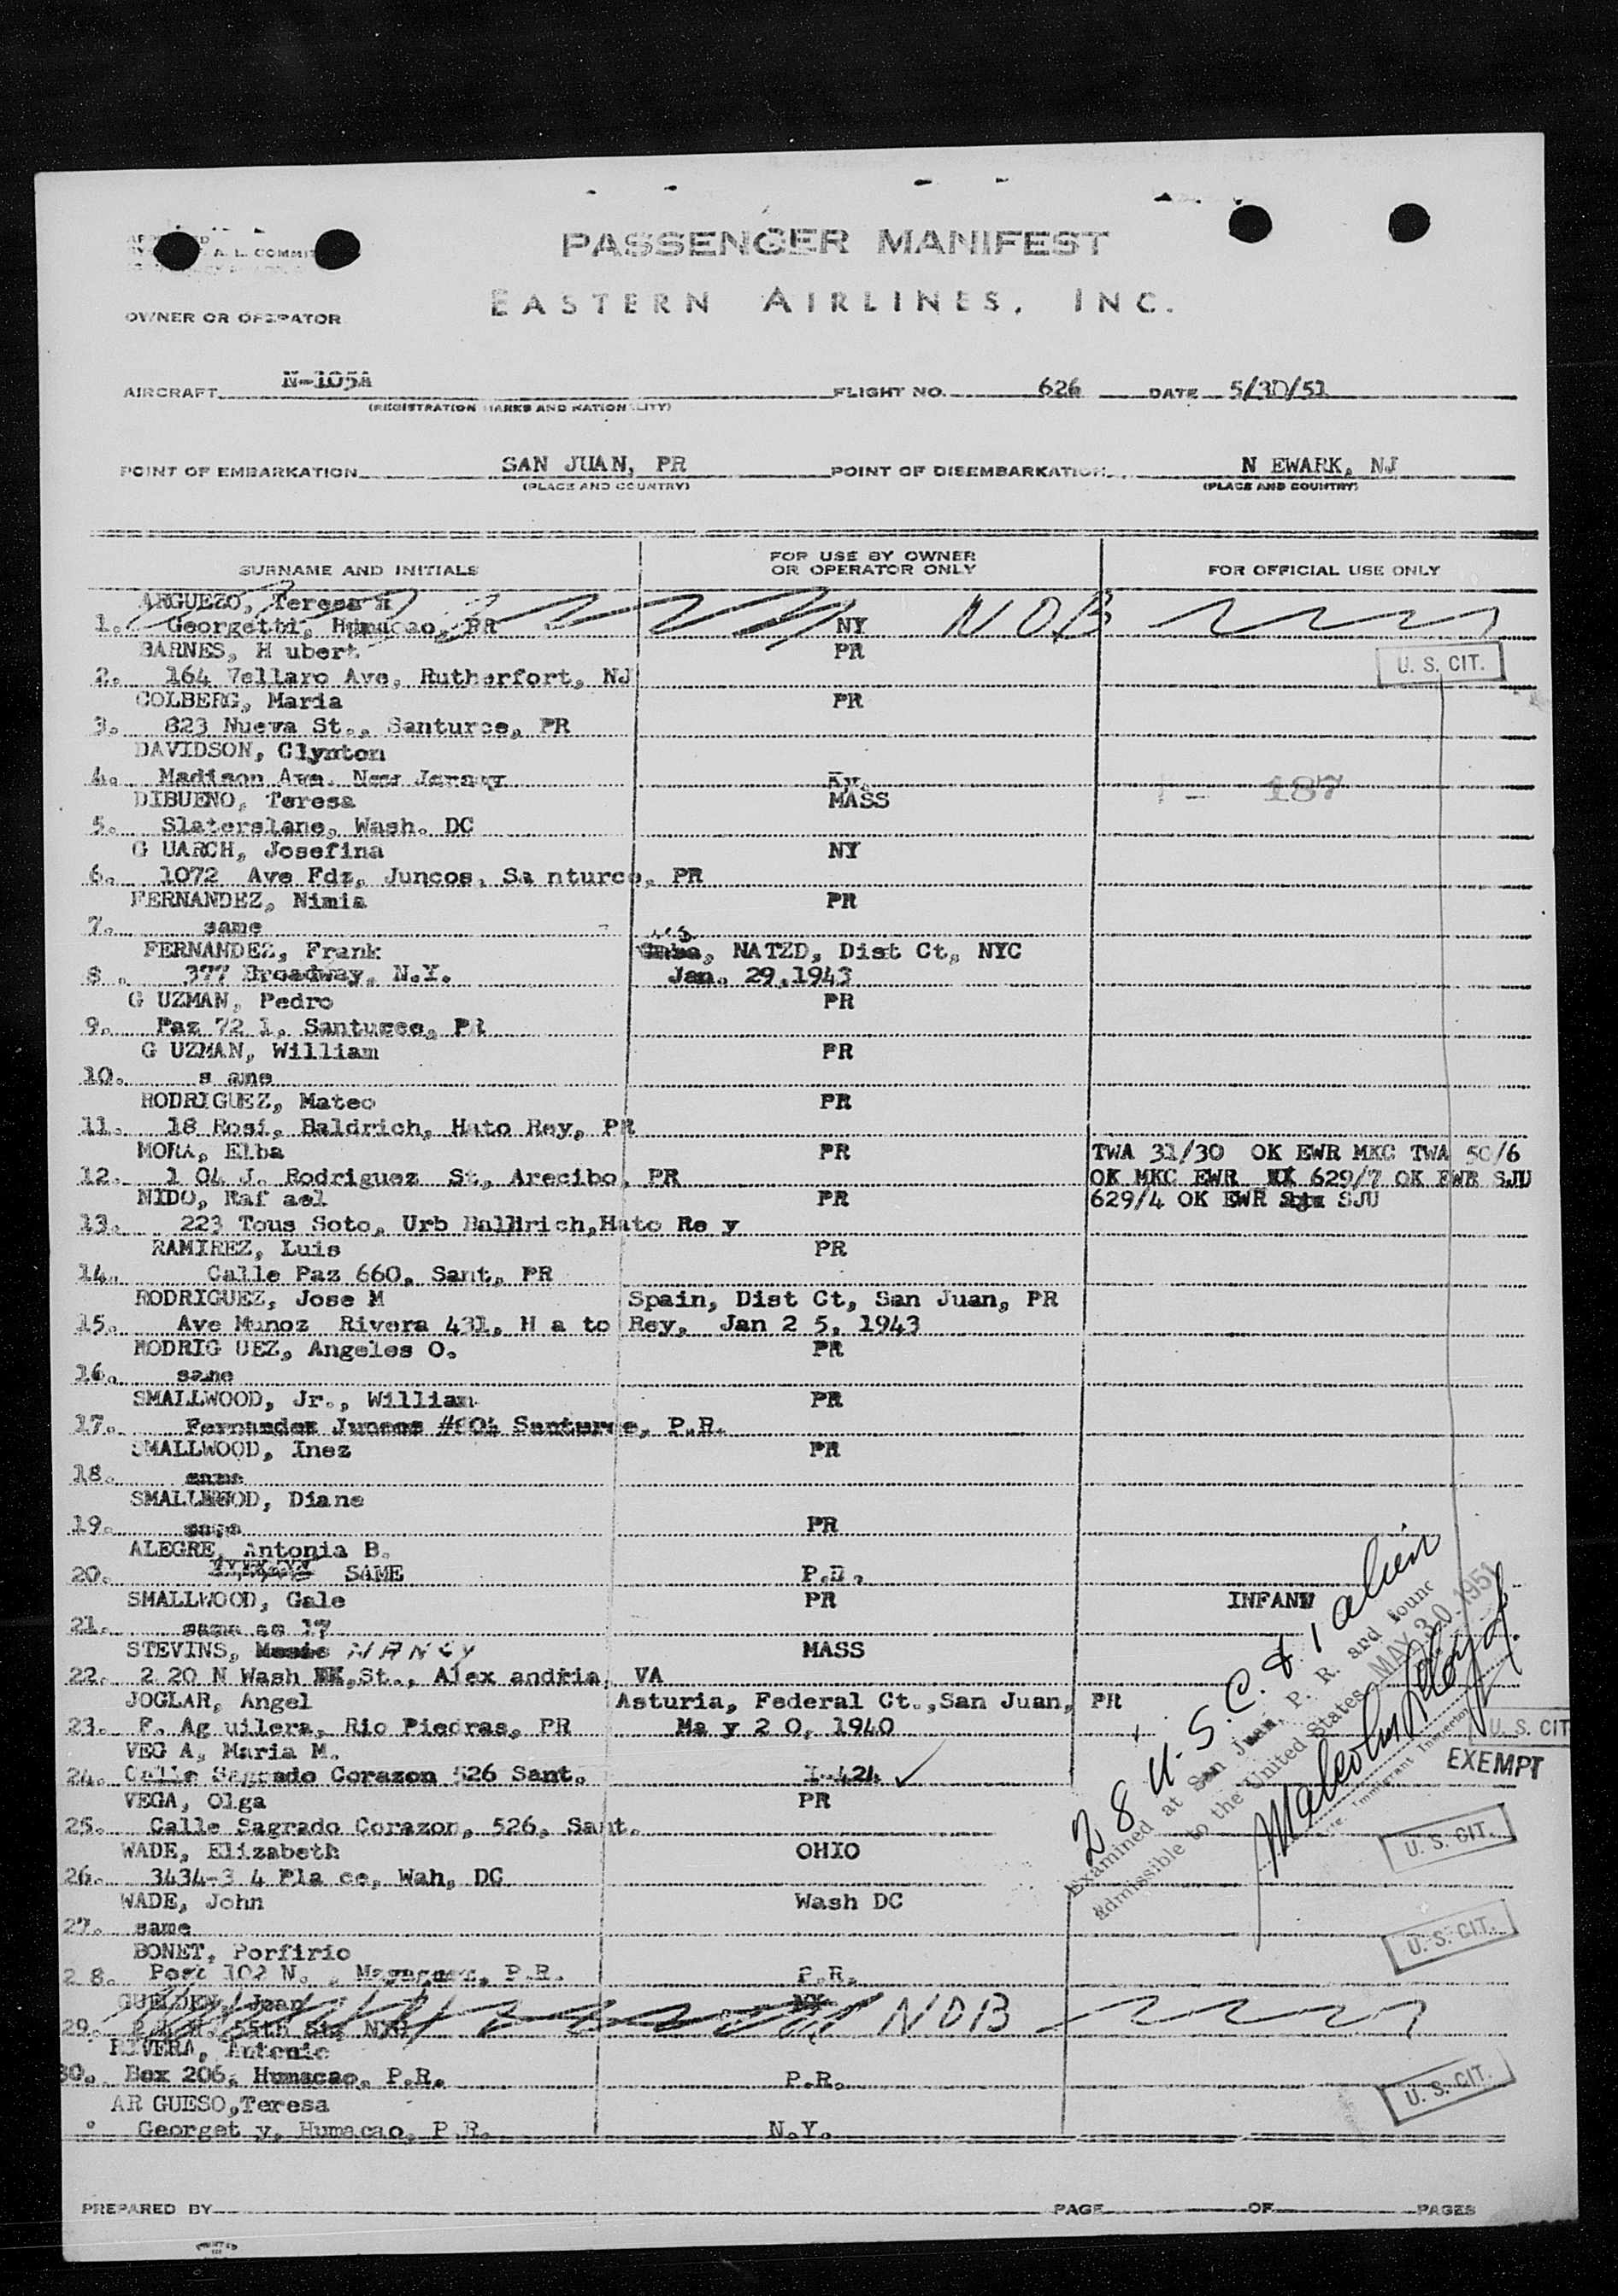 A. L. COMMIT
PASSENGER MANIFEST
EASTERN AIRLINES, INC.
OWNER OR OPERATOR
AIRCRAFT N-105A FLIGHT NO. 626 DATE 5/30/51
(REGISTRATION MARKS AND NATIONALITY)
POINT OF EMBARKATION SAN JUAN, PR POINT OF DISEMBARKATION N EWARK, NJ
(PLACE AND COUNTRY) (PLACE AND COUNTRY)
SURNAME AND INITIALS FOR USE BY OWNER OR OPERATOR ONLY FOR OFFICIAL USE ONLY
ARGUEZO, Teresa
1. Georgetti, Humacao, PR NY NOB
BARNES, H ubert PR U. S. CIT.
2. 164 Vellaro Ave, Rutherfort, NJ
COLBERG, Maria PR
3. 823 Nueva St., Santurce, PR
DAVIDSON, Clynton
4. Madison Ave. New Jersey Ky. 187
DIBUENO, Teresa MASS
5. Slaterslane, Wash. DC
G UARCH, Josefina NY
6. 1072 Ave Fdz, Juncos, Sa nturce, PR
FERNANDEZ, Nimia PR
7. same
FERNANDEZ, Frank NATZD, Dist Ct, NYC
8. 377 Broadway, N.Y. Jan. 29,1943
G UZMAN, Pedro PR
9. Paz 72 1, Santurce, PR
G UZMAN, William PR
10. s ame
RODRIGUEZ, Mateo PR
11. 18 Rosi, Baldrich, Hato Rey, PR
MORA, Elba PR TWA 31/30 OK EWR MKC TWA 50/6
12. 1 04 J. Rodriguez St, Arecibo, PR OK MKC EWR 629/7 OK EWR SJU
NIDO, Raf ael PR 629/4 OK EWR SJU
13. 223 Tous Soto, Urb Baldrich,Hato Re y
RAMIREZ, Luis PR
14. Calle Paz 660, Sant, PR
RODRIGUEZ, Jose M Spain, Dist Ct, San Juan, PR
15. Ave Munoz Rivera 431, H a to Rey, Jan 2 5, 1943
RODRIG UEZ, Angeles O. PR
16. same
SMALLWOOD, Jr., William PR
17. Fernandez Juncos #804 Santurce, P.R.
SMALLWOOD, Inez PR
18. same
SMALLWOOD, Diane
19. same PR
ALEGRE, Antonia B.
20. SAME P.R.
SMALLWOOD, Gale PR INFANT
21. same as 17
STEVINS, NANCY MASS
22. 2 20 N Wash St., Alex andria, VA
JOGLAR, Angel Asturia, Federal Ct.,San Juan, PR
23. F. Ag uilera, Rio Piedras, PR Ma y 2 0, 1940 U. S. CIT
VEG A, Maria M.
24. Calle Sagrado Corazon 526 Sant. I-424 ✓ EXEMPT
VEGA, Olga PR
25. Calle Sagrado Corazon, 526, Sant. U. S. CIT.
WADE, Elizabeth OHIO
26. 3434-3 4 Pla ce, Wah, DC
28 U.S.C. & 1 alien
Examined at San Juan, P. R. and found
admissible to the United States MAY 30 1951
Malcolm
Immigrant Inspector
WADE, John Wash DC
27. same U. S. CIT.
BONET, Porfirio
2 8. Post 102 N. , Mayaguez, P.R. P.R.
GUELDEN, Jean
29. NOB
RIVERA, Antonio
30. Box 206, Humacao, P.R. P.R. U. S. CIT.
AR GUESO,Teresa
Georget y, Humacao, P.R. N.Y.
PREPARED BY PAGE OF PAGES